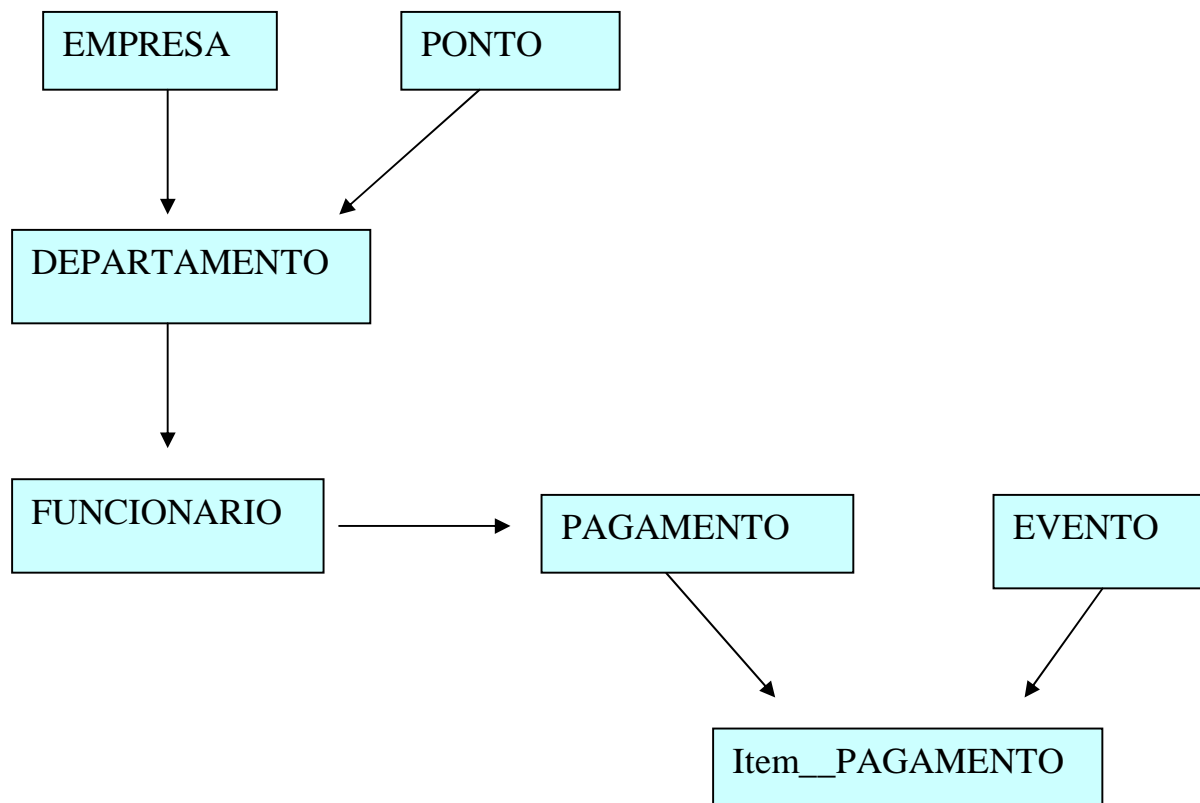 EMPRESA
PONTO
DEPARTAMENTO
FUNCIONARIO
PAGAMENTO
EVENTO
Item__PAGAMENTO